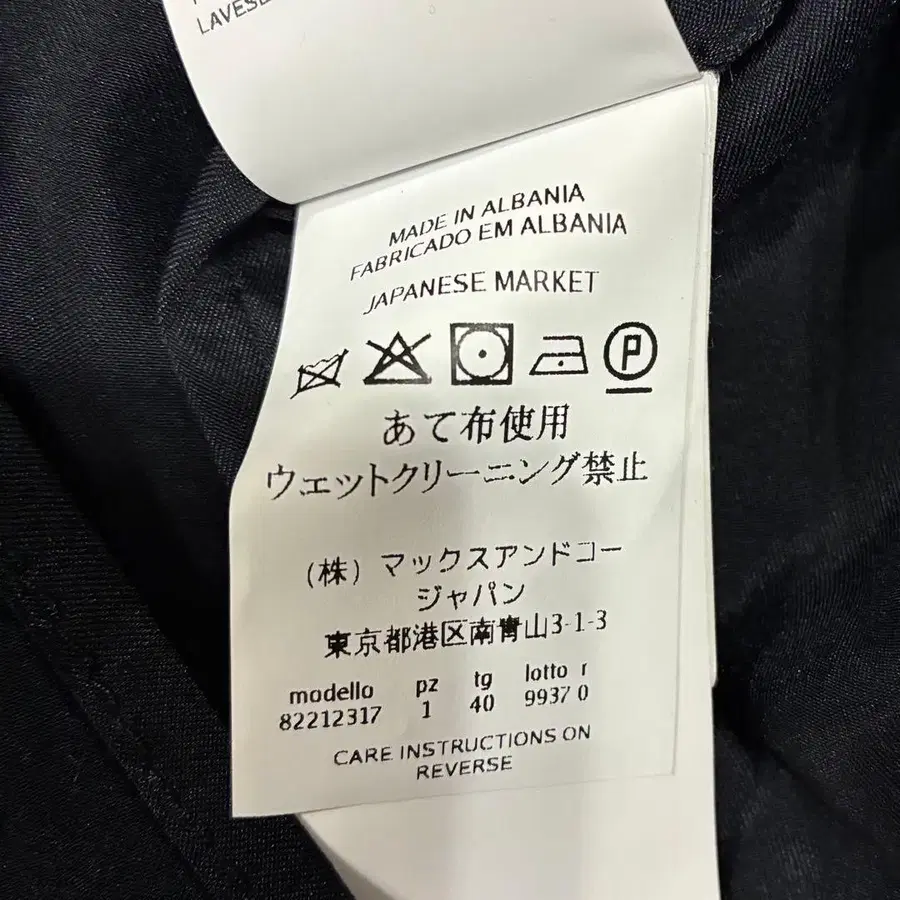 LAVESE
MADE IN ALBANIA
FABRICADO EM ALBANIA
JAPANESE MARKET
P
あて布使用
ウェットクリーニング禁止
(株) マックスアンドコー
ジャパン
東京都港区南青山3-1-3
modello pz tg lotto r
82212317 1 40 9937 0
CARE INSTRUCTIONS ON
REVERSE